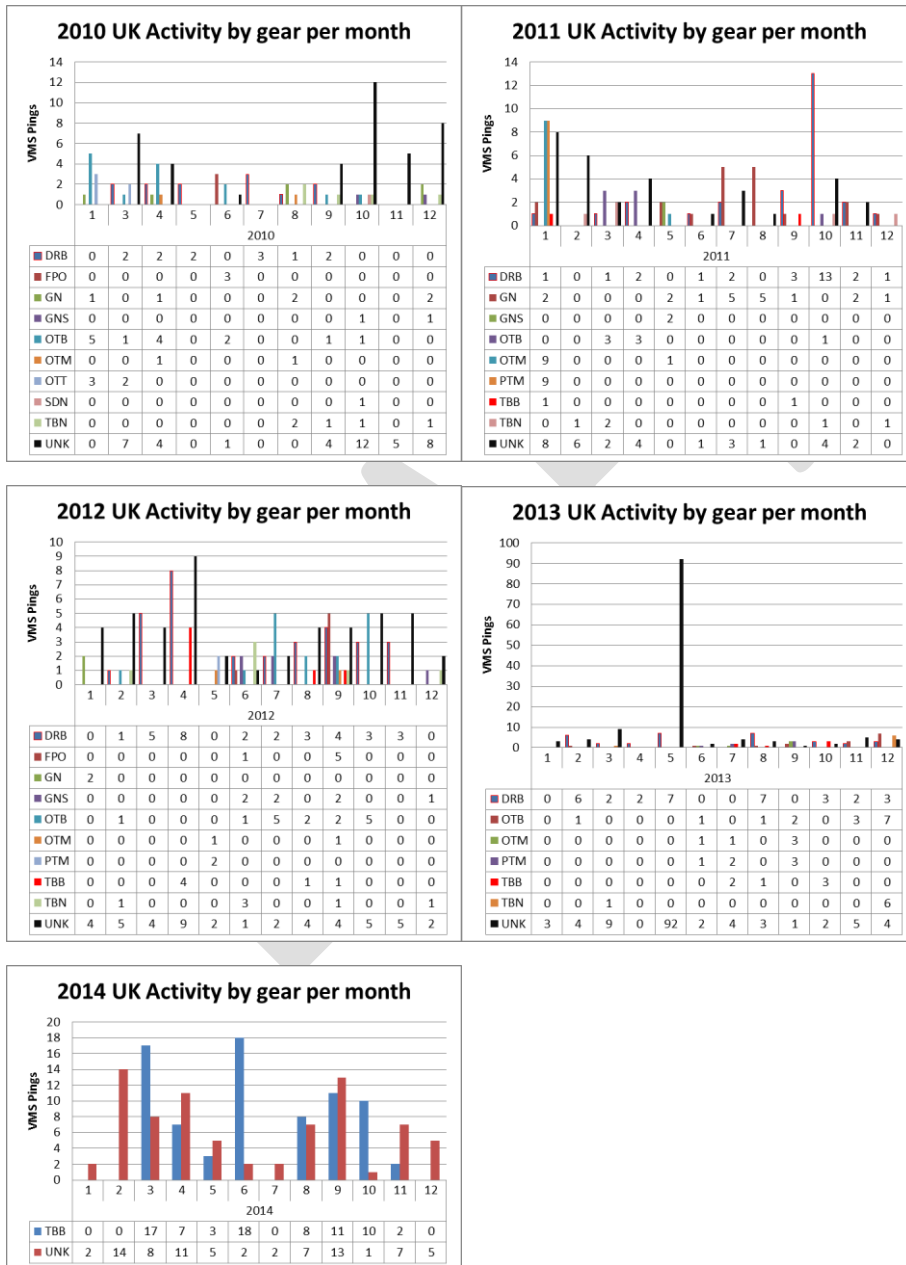 2010 UK Activity by gear per month
VMS Pings
14
12
10
8
6
4
2
0
1 3 4 5 6 7 8 9 10 11 12
2010
DRB 0 2 2 2 0 3 1 2 0 0 0
FPO 0 0 0 0 3 0 0 0 0 0 0
GN 1 0 1 0 0 0 2 0 0 0 2
GNS 0 0 0 0 0 0 0 0 1 0 1
OTB 5 1 4 0 2 0 0 1 1 0 0
OTM 0 0 1 0 0 0 1 0 0 0 0
OTT 3 2 0 0 0 0 0 0 0 0 0
SDN 0 0 0 0 0 0 0 0 1 0 0
TBN 0 0 0 0 0 0 2 1 1 0 1
UNK 0 7 4 0 1 0 0 4 12 5 8
2011 UK Activity by gear per month
VMS Pings
14
12
10
8
6
4
2
0
1 2 3 4 5 6 7 8 9 10 11 12
2011
DRB 1 0 1 2 0 1 2 0 3 13 2 1
GN 2 0 0 0 2 1 5 5 1 0 2 1
GNS 0 0 0 0 2 0 0 0 0 0 0 0
OTB 0 0 3 3 0 0 0 0 0 1 0 0
OTM 9 0 0 0 1 0 0 0 0 0 0 0
PTM 9 0 0 0 0 0 0 0 0 0 0 0
TBB 1 0 0 0 0 0 0 0 1 0 0 0
TBN 0 1 2 0 0 0 0 0 0 1 0 1
UNK 8 6 2 4 0 1 3 1 0 4 2 0
2012 UK Activity by gear per month
VMS Pings
10
9
8
7
6
5
4
3
2
1
0
1 2 3 4 5 6 7 8 9 10 11 12
2012
DRB 0 1 5 8 0 2 2 3 4 3 3 0
FPO 0 0 0 0 0 1 0 0 5 0 0 0
GN 2 0 0 0 0 0 0 0 0 0 0 0
GNS 0 0 0 0 0 2 2 0 2 0 0 1
OTB 0 1 0 0 0 1 5 2 2 5 0 0
OTM 0 0 0 0 1 0 0 0 1 0 0 0
PTM 0 0 0 0 2 0 0 0 0 0 0 0
TBB 0 0 0 4 0 0 0 1 1 0 0 0
TBN 0 1 0 0 0 3 0 0 1 0 0 1
UNK 4 5 4 9 2 1 2 4 4 5 5 2
2013 UK Activity by gear per month
VMS Pings
100
90
80
70
60
50
40
30
20
10
0
1 2 3 4 5 6 7 8 9 10 11 12
2013
DRB 0 6 2 2 7 0 0 7 0 3 2 3
OTB 0 1 0 0 0 1 0 1 2 0 3 7
OTM 0 0 0 0 0 1 1 0 3 0 0 0
PTM 0 0 0 0 0 1 2 0 3 0 0 0
TBB 0 0 0 0 0 0 2 1 0 3 0 0
TBN 0 0 1 0 0 0 0 0 0 0 0 6
UNK 3 4 9 0 92 2 4 3 1 2 5 4
2014 UK Activity by gear per month
VMS Pings
20
18
16
14
12
10
8
6
4
2
0
1 2 3 4 5 6 7 8 9 10 11 12
2014
TBB 0 0 17 7 3 18 0 8 11 10 2 0
UNK 2 14 8 11 5 2 2 7 13 1 7 5